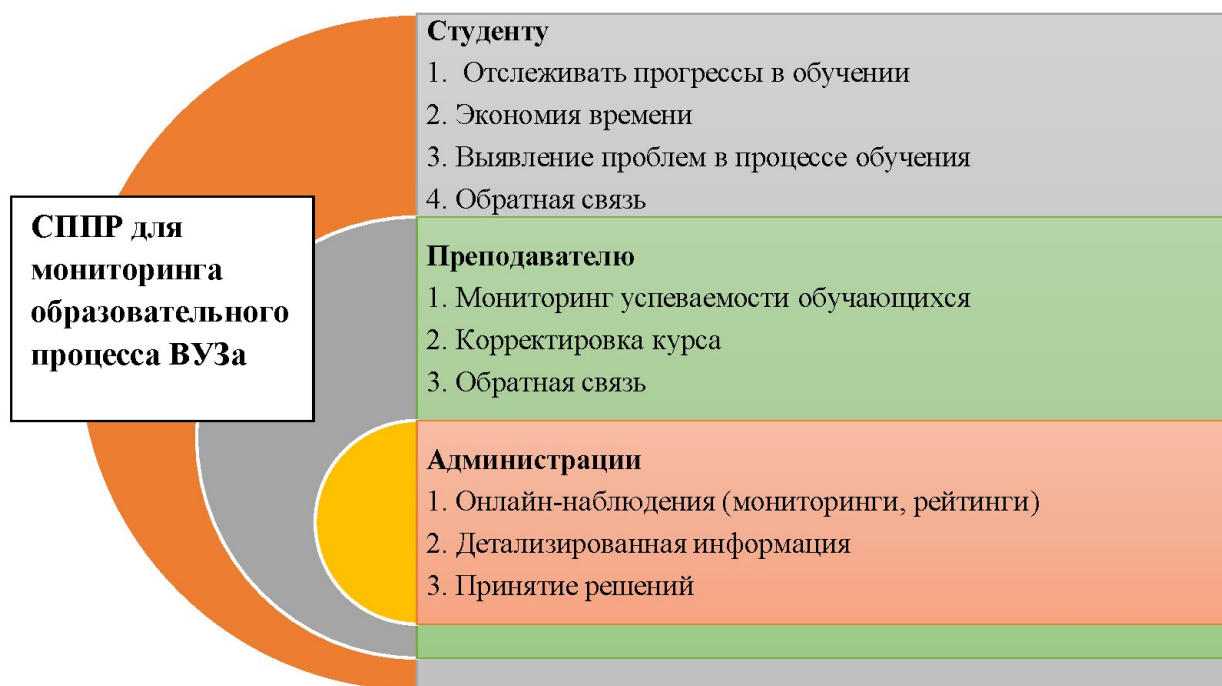 СППР для
мониторинга
образовательного
процесса ВУЗа
Студенту
1. Отслеживать прогрессы в обучении
2. Экономия времени
3. Выявление проблем в процессе обучения
4. Обратная связь
Преподавателю
1. Мониторинг успеваемости обучающихся
2. Корректировка курса
3. Обратная связь
Администрации
1. Онлайн-наблюдения (мониторинги, рейтинги)
2. Детализированная информация
3. Принятие решений